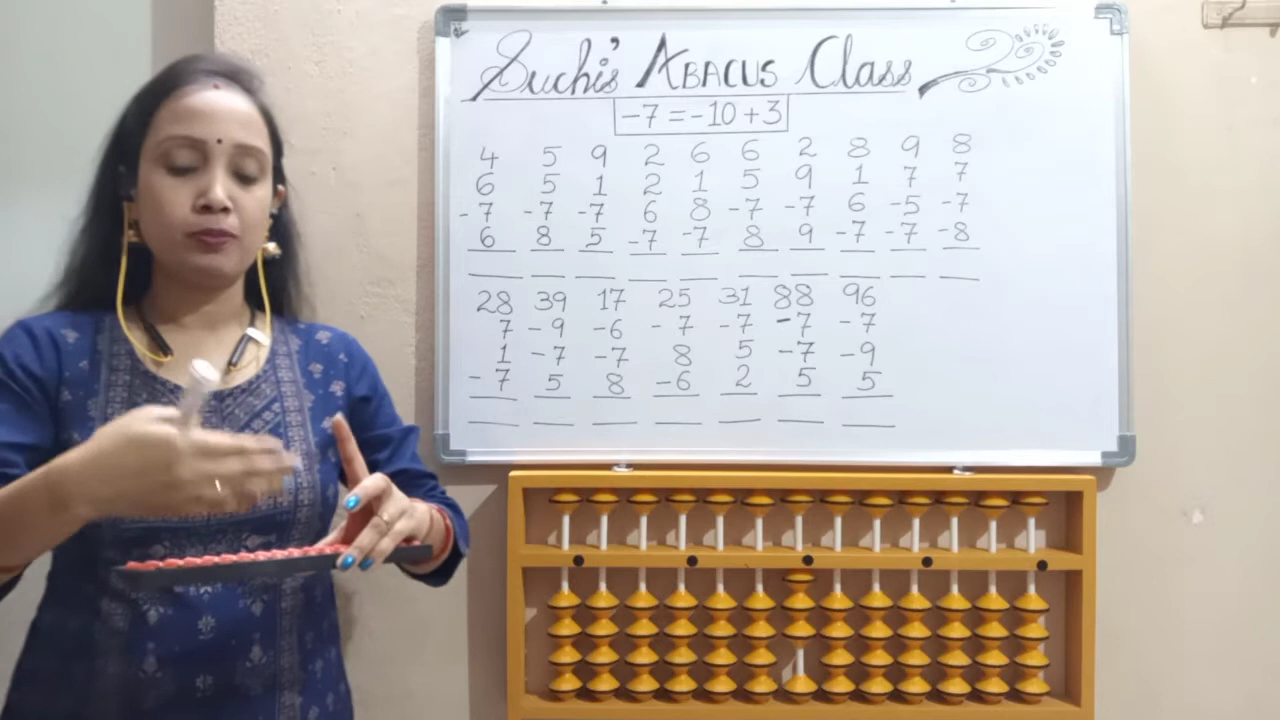 Suchi's ABACUS Class
-7 = -10 + 3
4 5 9 2 6 6 2 8 9 8
6 5 1 2 1 5 9 1 7 7
-7 -7 -7 6 8 -7 -7 6 -5 -7
6 8 5 -7 -7 8 9 -7 -7 -8
28 39 17 25 31 88 96
7 -9 -6 -7 -7 -7 -7
1 -7 -7 8 5 -7 -9
-7 5 8 -6 2 5 5